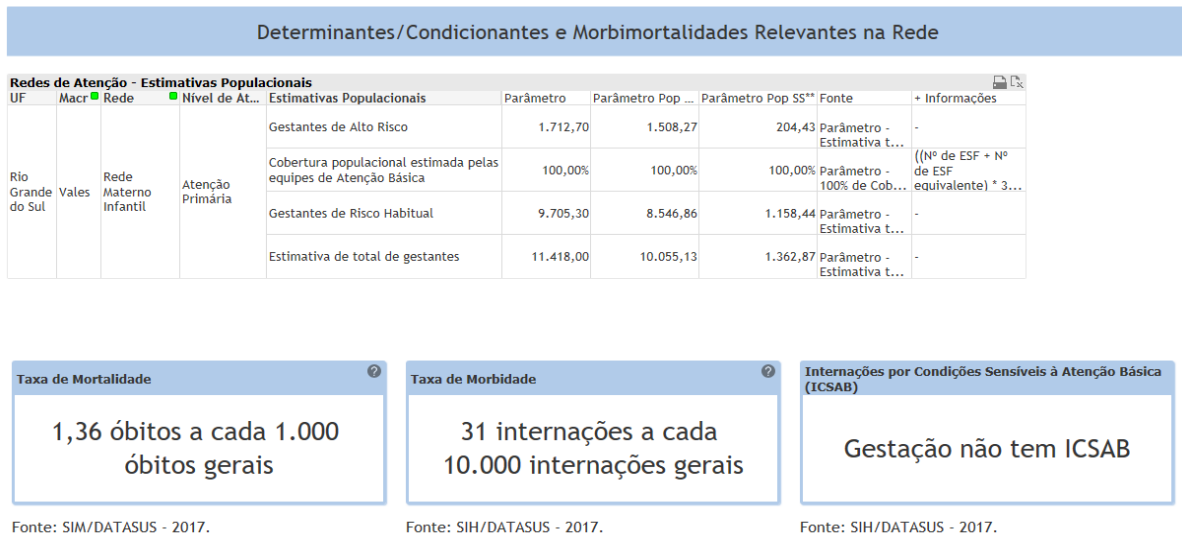 Determinantes/Condicionantes e Morbimortalidades Relevantes na Rede
Redes de Atenção - Estimativas Populacionais
UF Macr Rede Nível de At... Estimativas Populacionais Parâmetro Parâmetro Pop ... Parâmetro Pop SS** Fonte + Informações
Rio Grande do Sul
Vales
Rede Materno Infantil
Atenção Primária
Gestantes de Alto Risco 1.712,70 1.508,27 204,43 Parâmetro - Estimativa t... -
Cobertura populacional estimada pelas equipes de Atenção Básica 100,00% 100,00% 100,00% Parâmetro - 100% de Cob... ((Nº de ESF + Nº de ESF equivalente) * 3...
Gestantes de Risco Habitual 9.705,30 8.546,86 1.158,44 Parâmetro - Estimativa t... -
Estimativa de total de gestantes 11.418,00 10.055,13 1.362,87 Parâmetro - Estimativa t... -
Taxa de Mortalidade ?
1,36 óbitos a cada 1.000
óbitos gerais
Fonte: SIM/DATASUS - 2017.
Taxa de Morbidade ?
31 internações a cada
10.000 internações gerais
Fonte: SIH/DATASUS - 2017.
Internações por Condições Sensíveis à Atenção Básica
(ICSAB)
Gestação não tem ICSAB
Fonte: SIH/DATASUS - 2017.